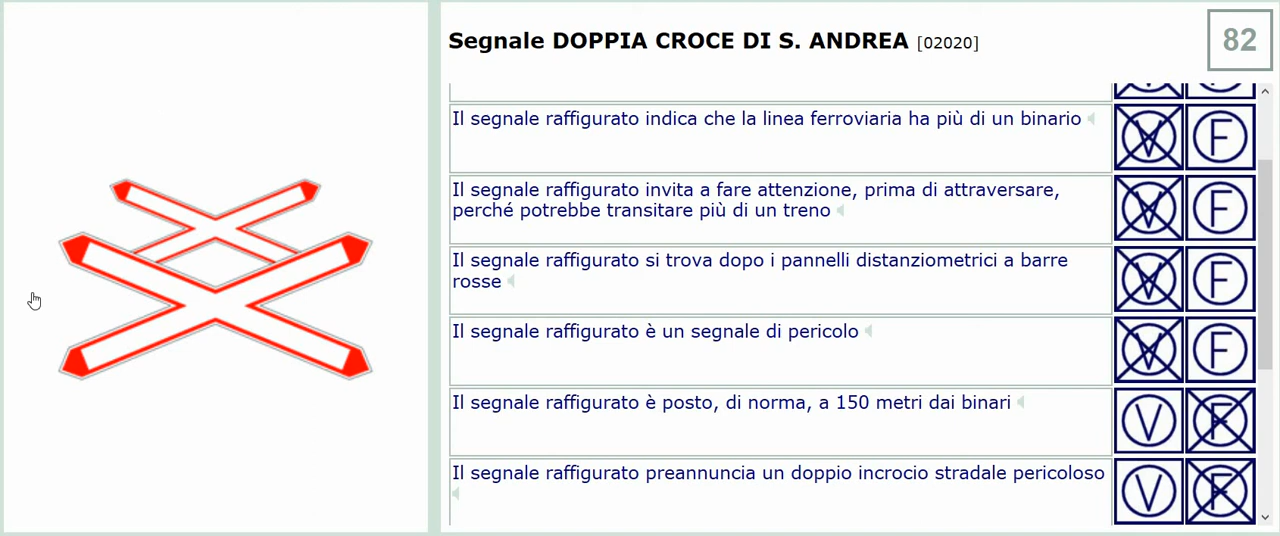 Segnale DOPPIA CROCE DI S. ANDREA [02020]
82
Il segnale raffigurato indica che la linea ferroviaria ha più di un binario
V F
Il segnale raffigurato invita a fare attenzione, prima di attraversare,
perché potrebbe transitare più di un treno
V F
Il segnale raffigurato si trova dopo i pannelli distanziometrici a barre
rosse
V F
Il segnale raffigurato è un segnale di pericolo
V F
Il segnale raffigurato è posto, di norma, a 150 metri dai binari
V F
Il segnale raffigurato preannuncia un doppio incrocio stradale pericoloso
V F